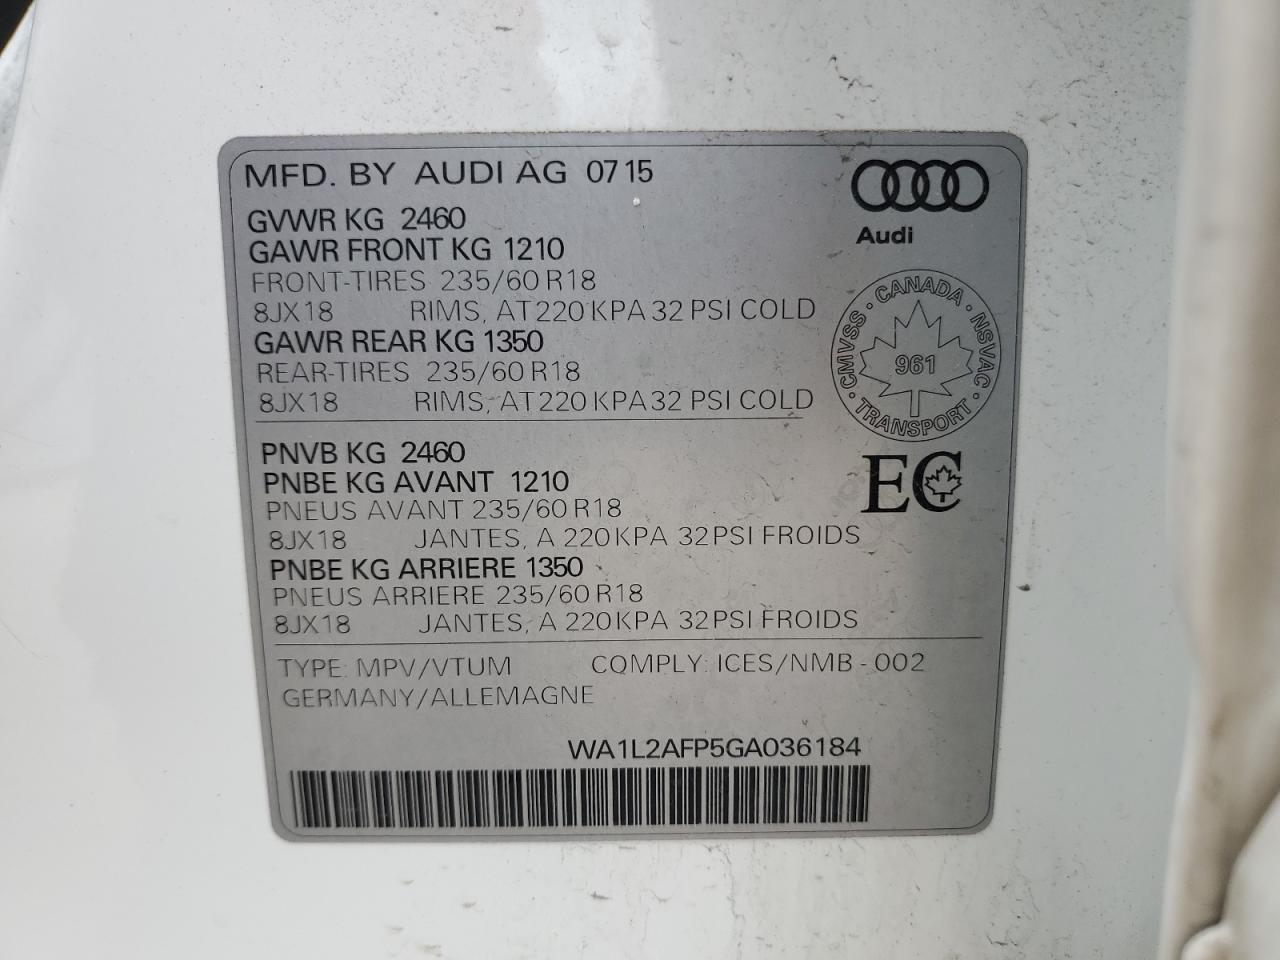 MFD. BY AUDI AG 07 15
Audi
GVWR KG 2460
GAWR FRONT KG 1210
FRONT-TIRES 235/60 R18
8JX18 RIMS, AT 220 KPA 32 PSI COLD
GAWR REAR KG 1350
REAR-TIRES 235/60 R18
8JX18 RIMS, AT 220 KPA 32 PSI COLD
CMVSS · CANADA · NSVAC · TRANSPORT ·
961
PNVB KG 2460
PNBE KG AVANT 1210
PNEUS AVANT 235/60 R18
8JX18 JANTES, A 220 KPA 32 PSI FROIDS
PNBE KG ARRIERE 1350
PNEUS ARRIERE 235/60 R18
8JX18 JANTES, A 220 KPA 32 PSI FROIDS
EC
TYPE: MPV/VTUM COMPLY: ICES/NMB - 002
GERMANY/ALLEMAGNE
WA1L2AFP5GA036184